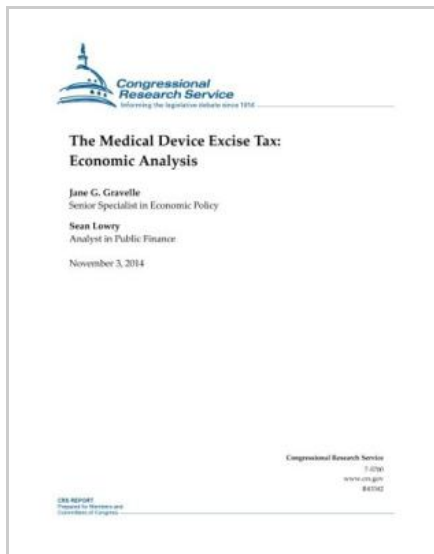 Congressional
Research Service
Informing the legislative debate since 1914
The Medical Device Excise Tax:
Economic Analysis
Jane G. Gravelle
Senior Specialist in Economic Policy
Sean Lowry
Analyst in Public Finance
November 3, 2014
Congressional Research Service
7-5700
www.crs.gov
R43342
CRS REPORT
Prepared for Members and
Committees of Congress